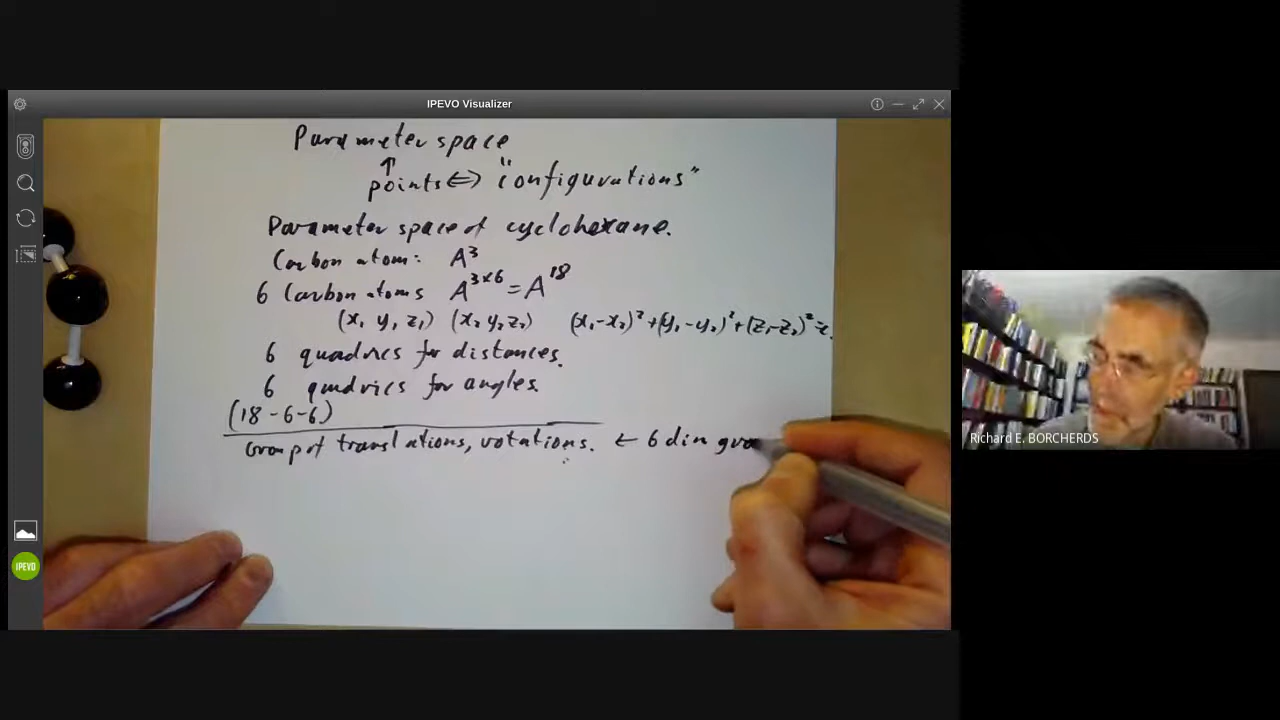 IPEVO Visualizer
Parameter space
↑
points ⇔ "configurations"
Parameter space of cyclohexane.
Carbon atom: A³
6 Carbon atoms A³ˣ⁶ = A¹⁸
(x₁ y₁ z₁) (x₂ y₂ z₂) (x₁-x₂)²+(y₁-y₂)²+(z₁-z₂)²=
6 quadrics for distances.
6 quadrics for angles.
(18-6-6)
Group of translations, rotations. ← 6 dim
Richard E. BORCHERDS
IPEVO